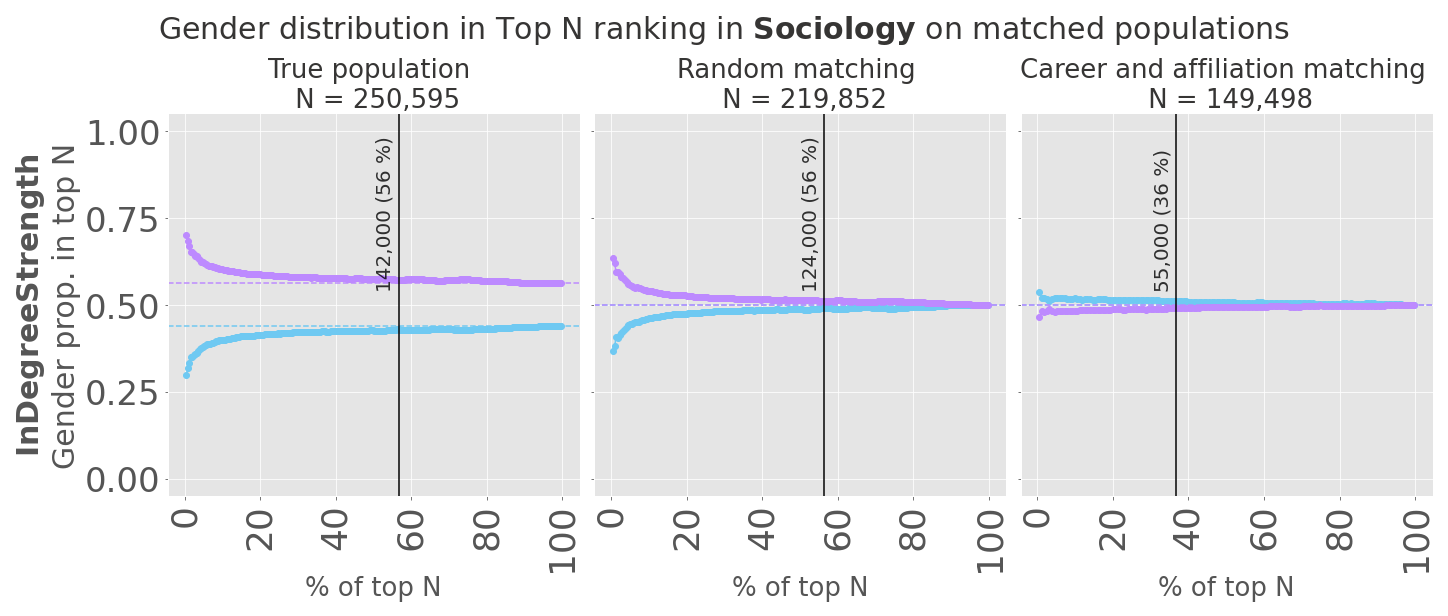 Gender distribution in Top N ranking in Sociology on matched populations
True population
N = 250,595
Random matching
N = 219,852
Career and affiliation matching
N = 149,498
InDegreeStrength
Gender prop. in top N
1.00
0.75
0.50
0.25
0.00
142,000 (56 %)
124,000 (56 %)
55,000 (36 %)
0 20 40 60 80 100
0 20 40 60 80 100
0 20 40 60 80 100
% of top N
% of top N
% of top N